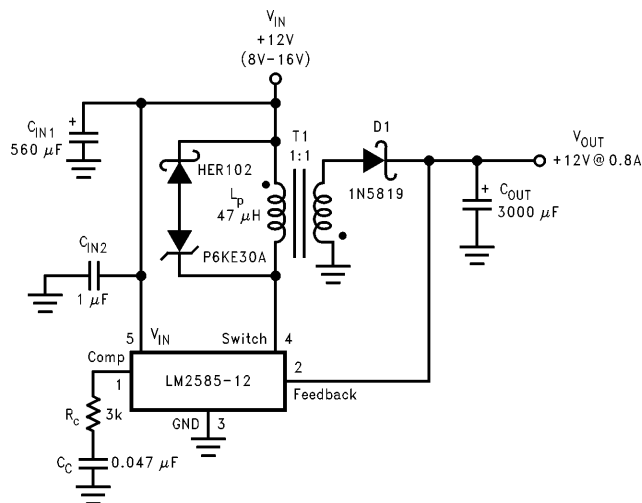 V_IN
+12V
(8V–16V)
C_IN1
+
560 μF
HER102
T1
1:1
D1
V_OUT
+12V@0.8A
1N5819
L_p
47 μH
+
C_OUT
3000 μF
C_IN2
1 μF
P6KE30A
5
V_IN
Switch
4
Comp
1
LM2585-12
2
Feedback
GND
3
R_c
3k
C_C
0.047 μF